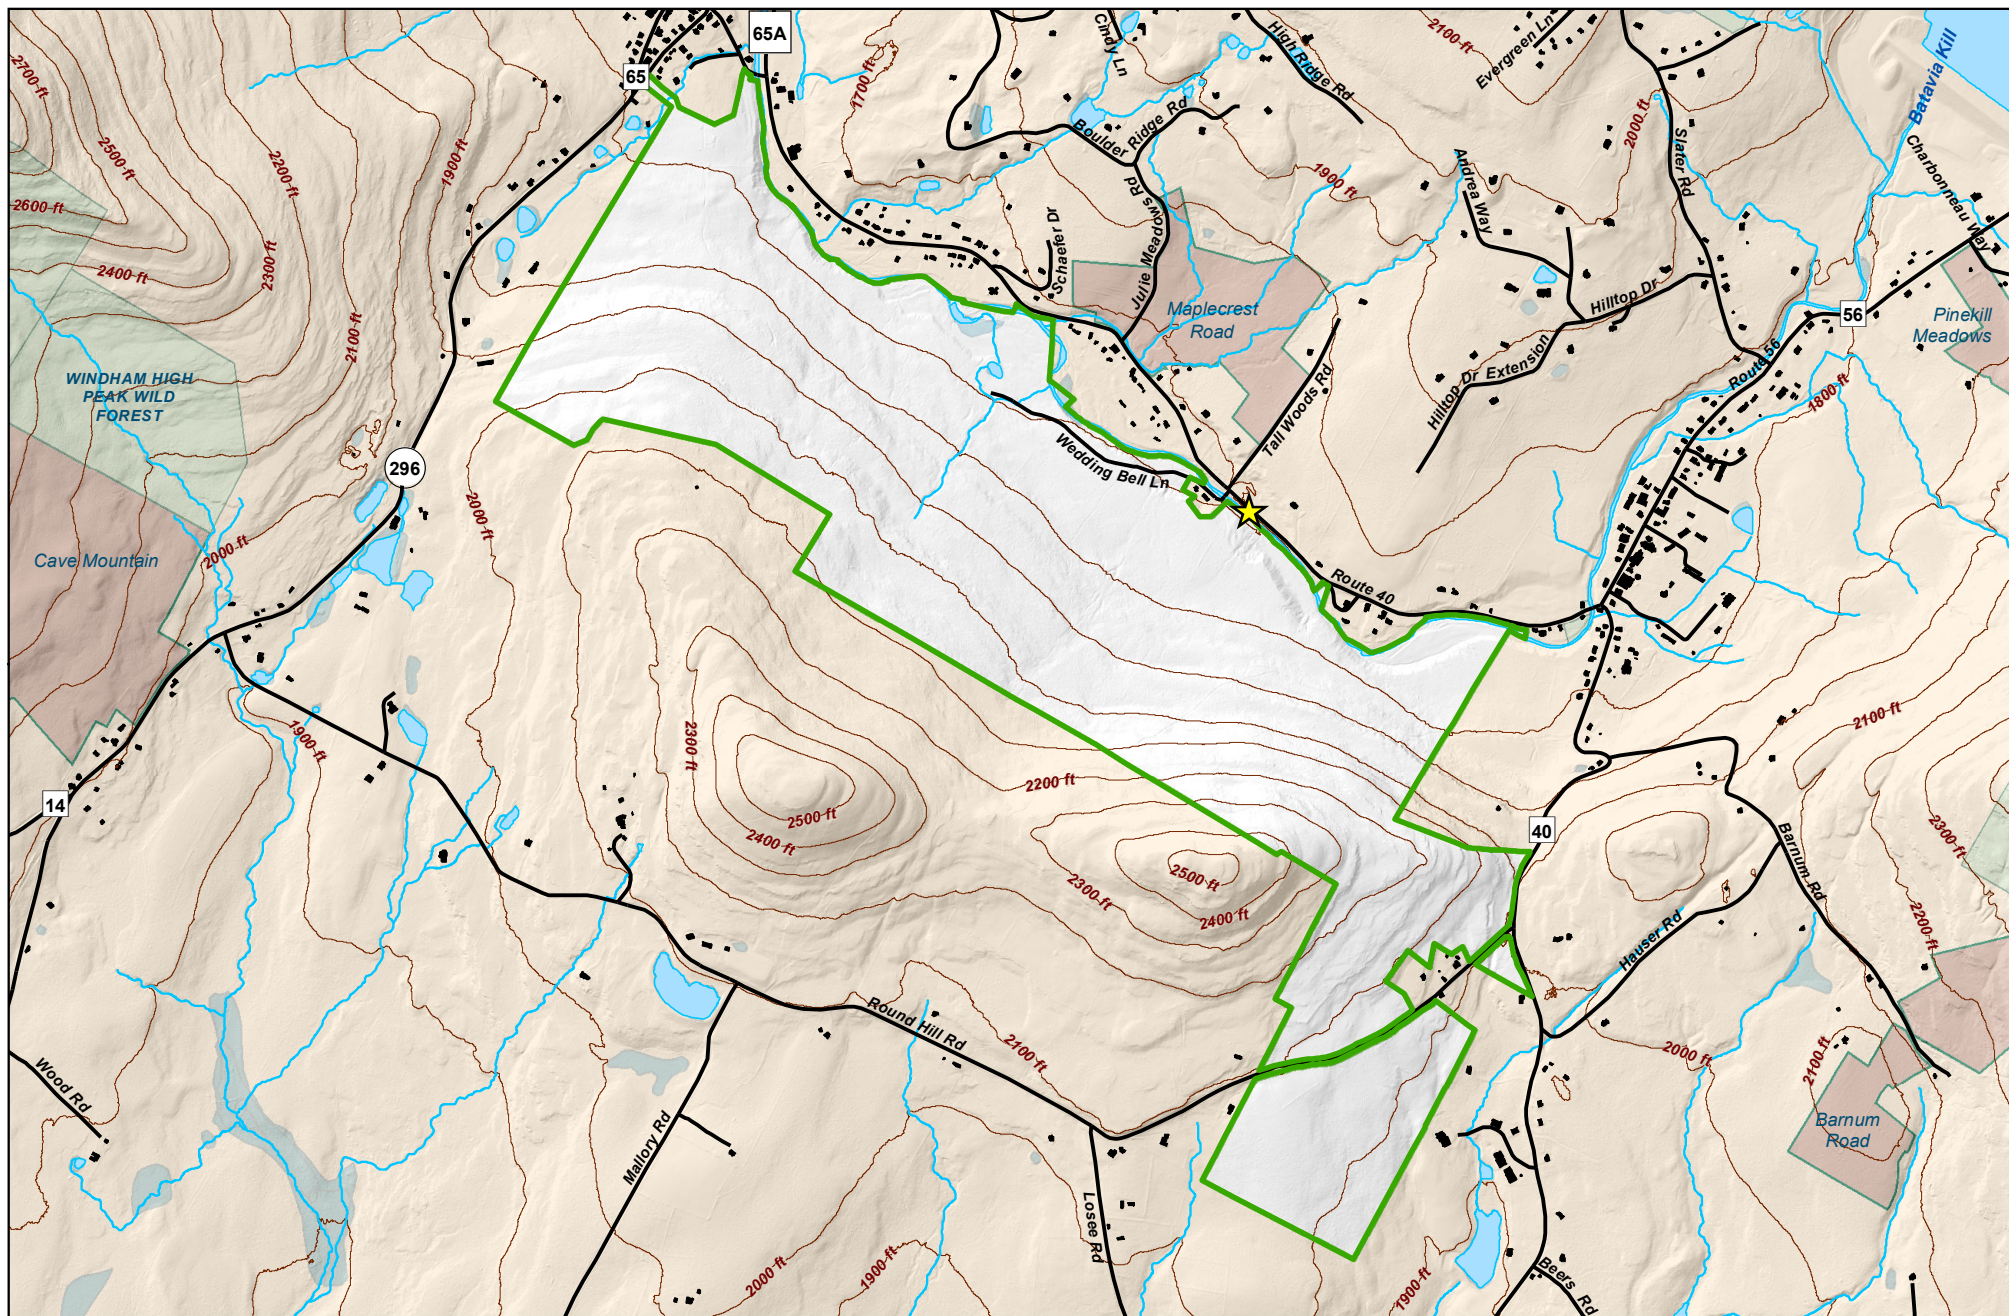 65A
65
Cindy Ln
High Ridge Rd
2100 ft
Evergreen Ln
2700 ft
2500 ft
2200 ft
1900 ft
1700 ft
Boulder Ridge Rd
2000 ft
Slater Rd
Batavia Kill
Charbonneau Way
2600 ft
2400 ft
2300 ft
2100 ft
Schaefer Dr
Julie Meadows Rd
1900 ft
Andrea Way
Maplecrest
Road
Hilltop Dr
56
Pinekill
Meadows
WINDHAM HIGH
PEAK WILD
FOREST
Hilltop Dr Extension
Route 56
1800 ft
Tall Woods Rd
Wedding Bell Ln
296
2000 ft
2000 ft
Cave Mountain
Route 40
1900 ft
2300 ft
2200 ft
2100 ft
14
2500 ft
2400 ft
40
2300 ft
Barnum Rd
2500 ft
2300 ft
2400 ft
Hauser Rd
2200 ft
Round Hill Rd
2100 ft
2000 ft
2100 ft
Wood Rd
Mallory Rd
Barnum
Road
Losee Rd
2000 ft
1900 ft
1900 ft
Beers Rd